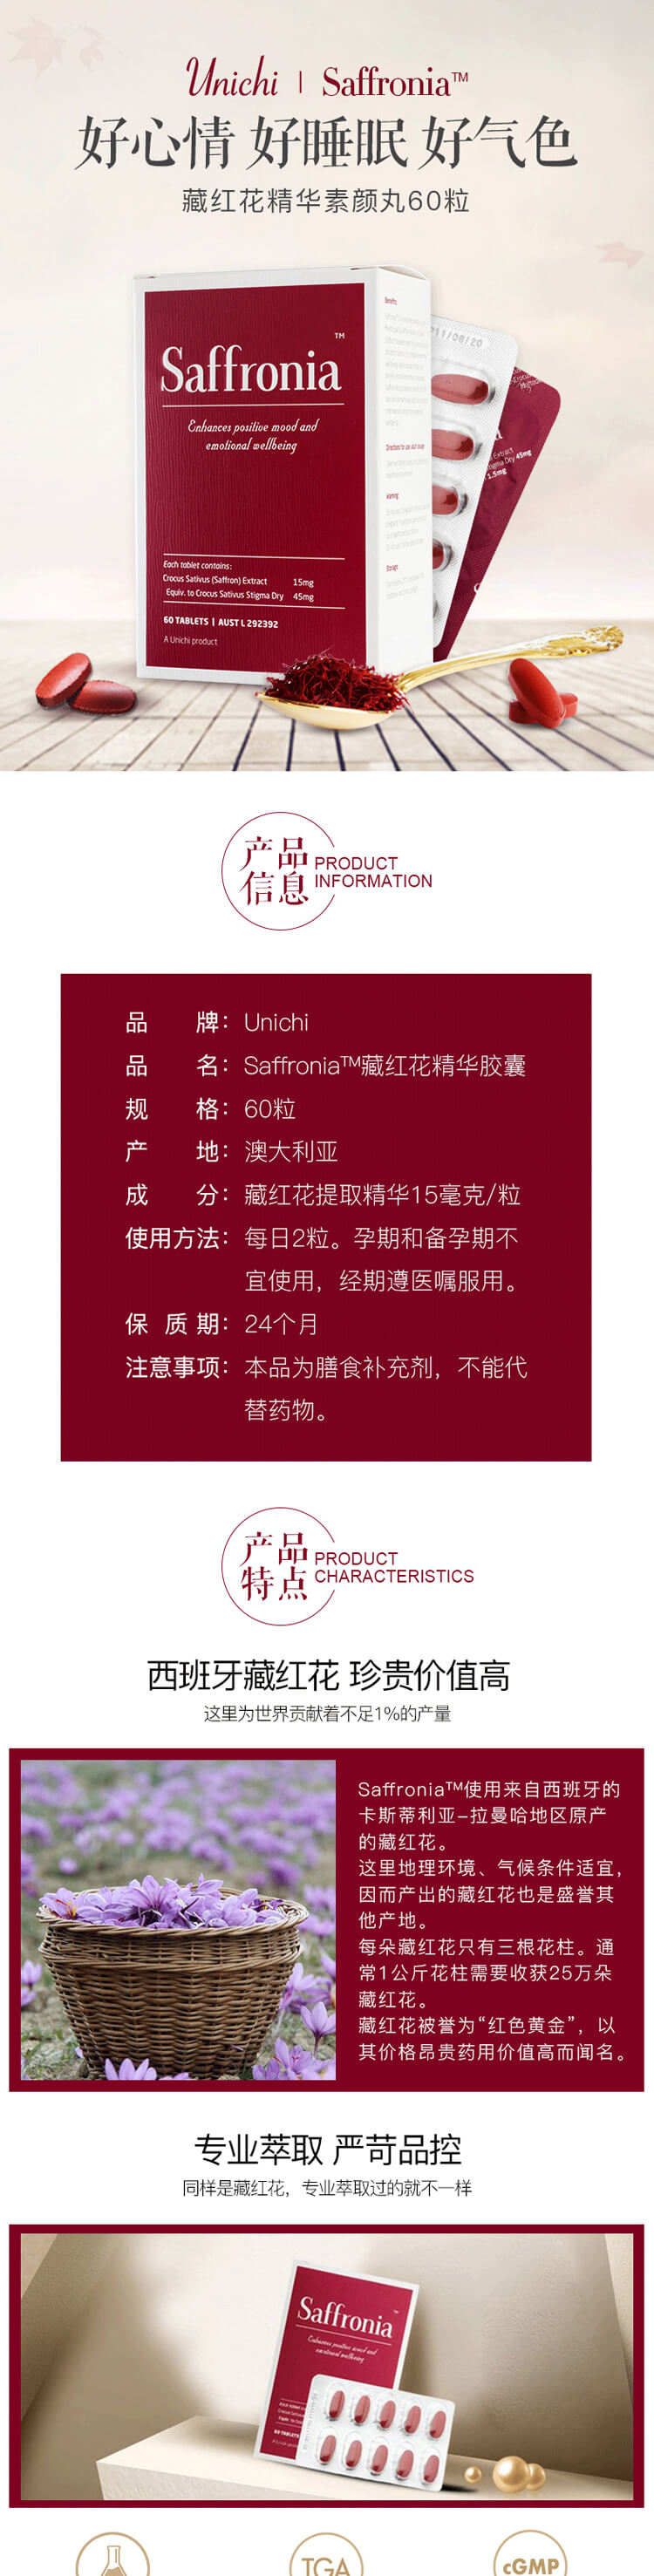 Unichi | Saffronia™
好心情 好睡眠 好气色
藏红花精华素颜丸60粒
Saffronia™
Enhances positive mood and
emotional wellbeing
Each tablet contains:
Crocus Sativus (Saffron) Extract 15mg
Equiv. to Crocus Sativus Stigma Dry 45mg
60 TABLETS | AUST L 292392
A Unichi product
Benefits
Warning
Storage
11/08/20
Extract
Stigma Dry 45mg
1.5mg
产品
信息
PRODUCT
INFORMATION
品牌：Unichi
品名：Saffronia™藏红花精华胶囊
规格：60粒
产地：澳大利亚
成分：藏红花提取精华15毫克/粒
使用方法：每日2粒。孕期和备孕期不
宜使用，经期遵医嘱服用。
保质期：24个月
注意事项：本品为膳食补充剂，不能代
替药物。
产品
特点
PRODUCT
CHARACTERISTICS
西班牙藏红花 珍贵价值高
这里为世界贡献着不足1%的产量
Saffronia™使用来自西班牙的
卡斯蒂利亚-拉曼哈地区原产
的藏红花。
这里地理环境、气候条件适宜，
因而产出的藏红花也是盛誉其
他产地。
每朵藏红花只有三根花柱。通
常1公斤花柱需要收获25万朵
藏红花。
藏红花被誉为“红色黄金”，以
其价格昂贵药用价值高而闻名。
专业萃取 严苛品控
同样是藏红花，专业萃取过的就不一样
Saffronia™
Enhances positive mood and
emotional wellbeing
TGA
cGMP